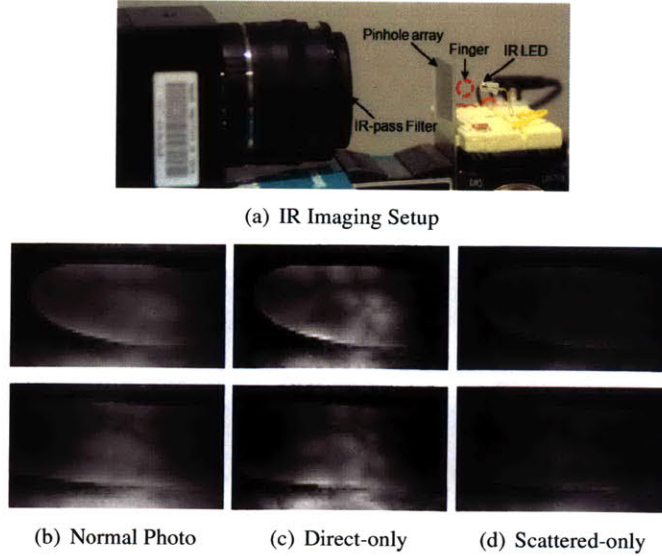 Pinhole array
Finger
IR LED
IR-pass Filter
(a) IR Imaging Setup
(b) Normal Photo
(c) Direct-only
(d) Scattered-only